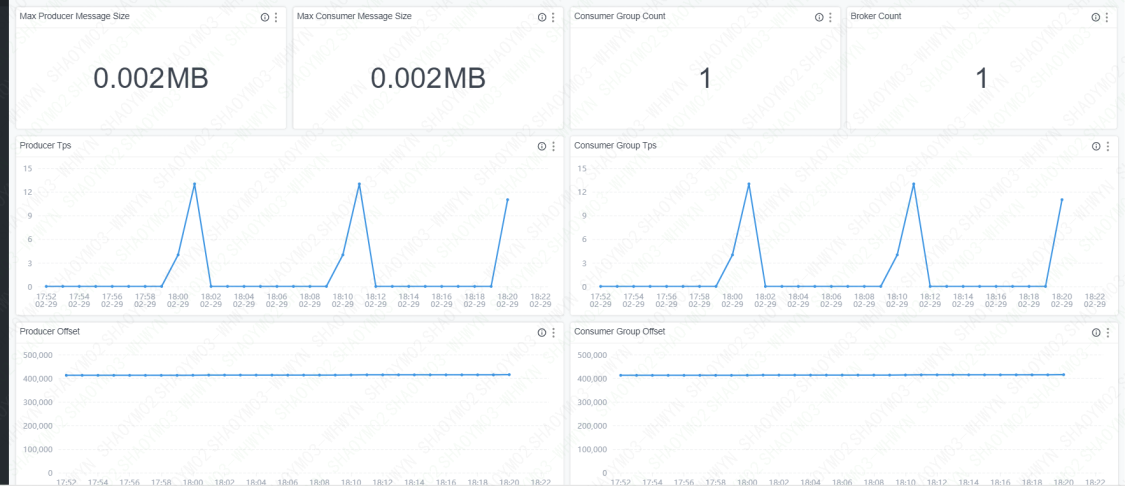 Max Producer Message Size
Max Consumer Message Size
Consumer Group Count
Broker Count
0.002MB
0.002MB
1
1
Producer Tps
Consumer Group Tps
15
12
9
6
3
0
17:52 17:54 17:56 17:58 18:00 18:02 18:04 18:06 18:08 18:10 18:12 18:14 18:16 18:18 18:20 18:22
02-29 02-29 02-29 02-29 02-29 02-29 02-29 02-29 02-29 02-29 02-29 02-29 02-29 02-29 02-29 02-29
15
12
9
6
3
0
17:52 17:54 17:56 17:58 18:00 18:02 18:04 18:06 18:08 18:10 18:12 18:14 18:16 18:18 18:20 18:22
02-29 02-29 02-29 02-29 02-29 02-29 02-29 02-29 02-29 02-29 02-29 02-29 02-29 02-29 02-29 02-29
Producer Offset
Consumer Group Offset
500,000
400,000
300,000
200,000
100,000
0
17:52 17:54 17:56 17:58 18:00 18:02 18:04 18:06 18:08 18:10 18:12 18:14 18:16 18:18 18:20 18:22
500,000
400,000
300,000
200,000
100,000
0
17:52 17:54 17:56 17:58 18:00 18:02 18:04 18:06 18:08 18:10 18:12 18:14 18:16 18:18 18:20 18:22